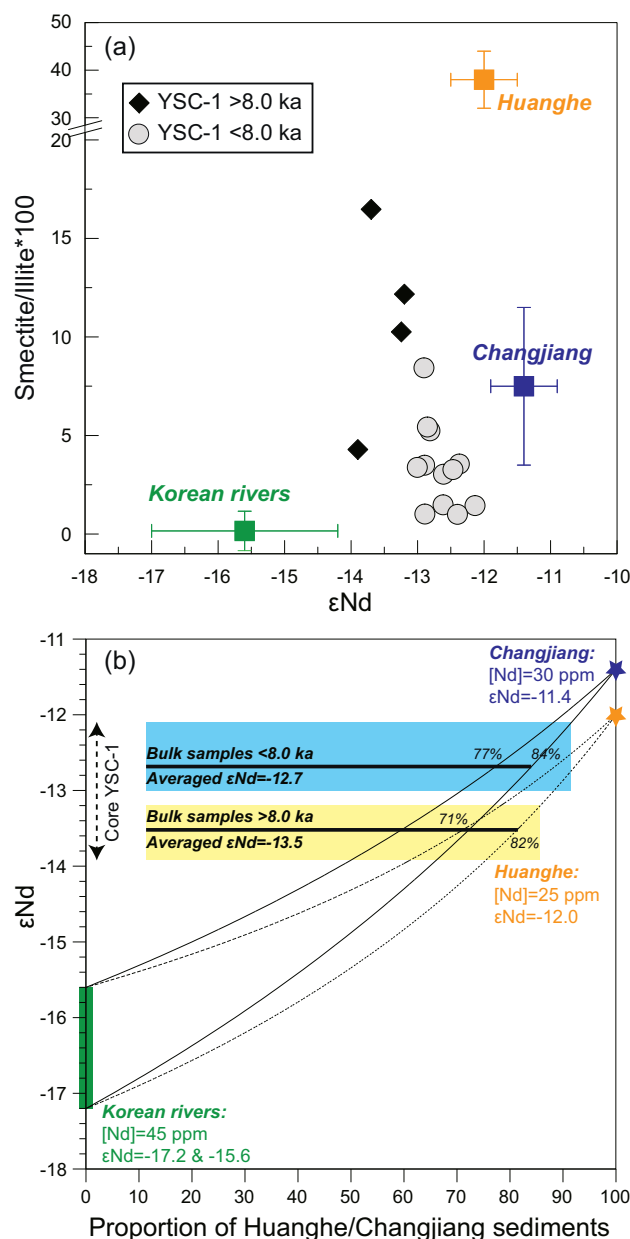 (a)
YSC-1 >8.0 ka
YSC-1 <8.0 ka
Huanghe
Changjiang
Korean rivers
Smectite/Illite*100
50
40
30
20
15
10
5
0
-18 -17 -16 -15 -14 -13 -12 -11 -10
εNd
(b)
Changjiang:
[Nd]=30 ppm
εNd=-11.4
Core YSC-1
Bulk samples <8.0 ka
77% 84%
Averaged εNd=-12.7
Bulk samples >8.0 ka
71%
Averaged εNd=-13.5
82%
Huanghe:
[Nd]=25 ppm
εNd=-12.0
Korean rivers:
[Nd]=45 ppm
εNd=-17.2 & -15.6
εNd
-11
-12
-13
-14
-15
-16
-17
-18
0 10 20 30 40 50 60 70 80 90 100
Proportion of Huanghe/Changjiang sediments